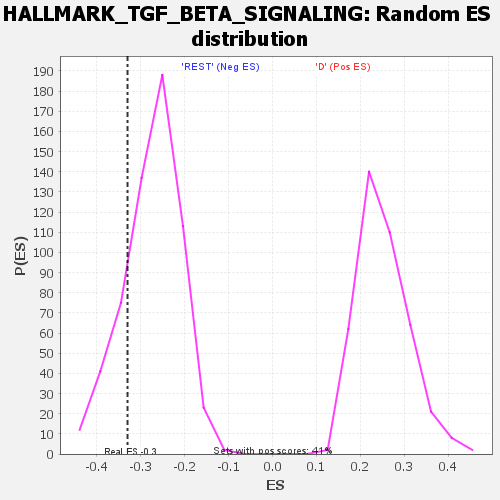 HALLMARK_TGF_BETA_SIGNALING: Random ES
distribution
'REST' (Neg ES)
'D' (Pos ES)
190
180
170
160
150
140
130
120
110
100
90
80
70
60
50
40
30
20
10
0
P(ES)
Real ES -0.3
Sets with pos scores: 41%
-0.4 -0.3 -0.2 -0.1 0.0 0.1 0.2 0.3 0.4
ES